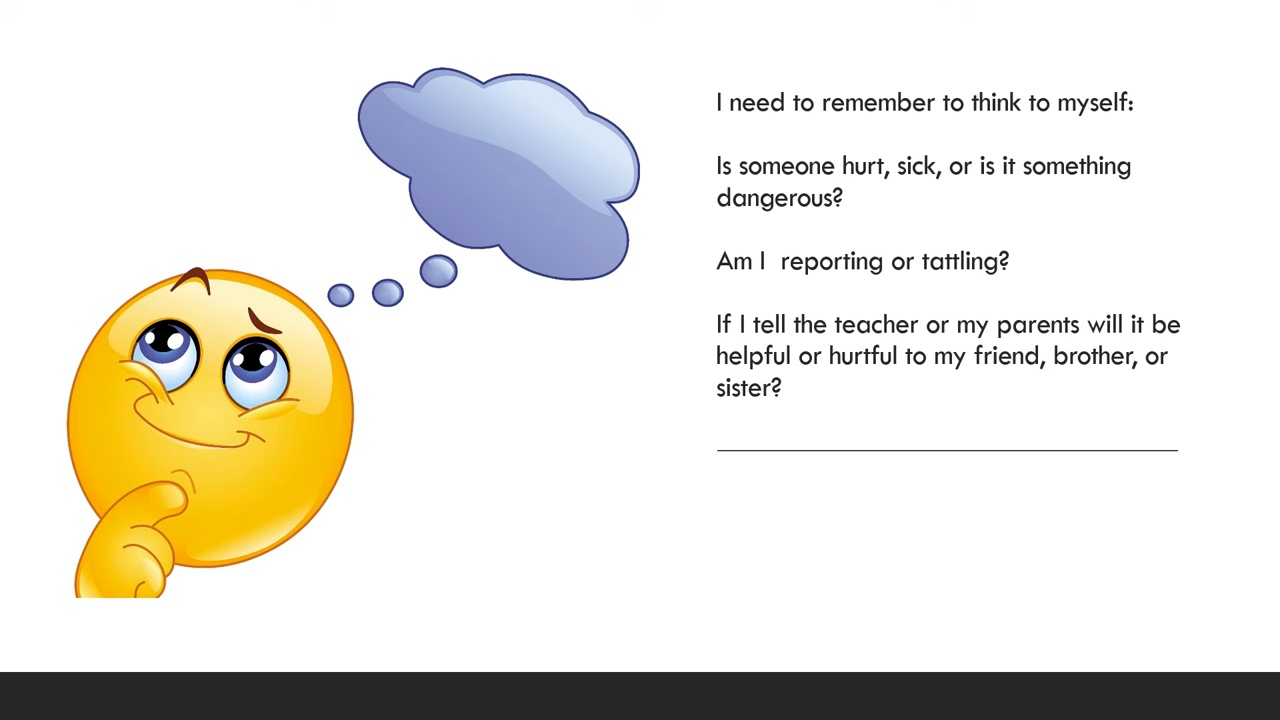 I need to remember to think to myself:
Is someone hurt, sick, or is it something
dangerous?
Am I  reporting or tattling?
If I tell the teacher or my parents will it be
helpful or hurtful to my friend, brother, or
sister?